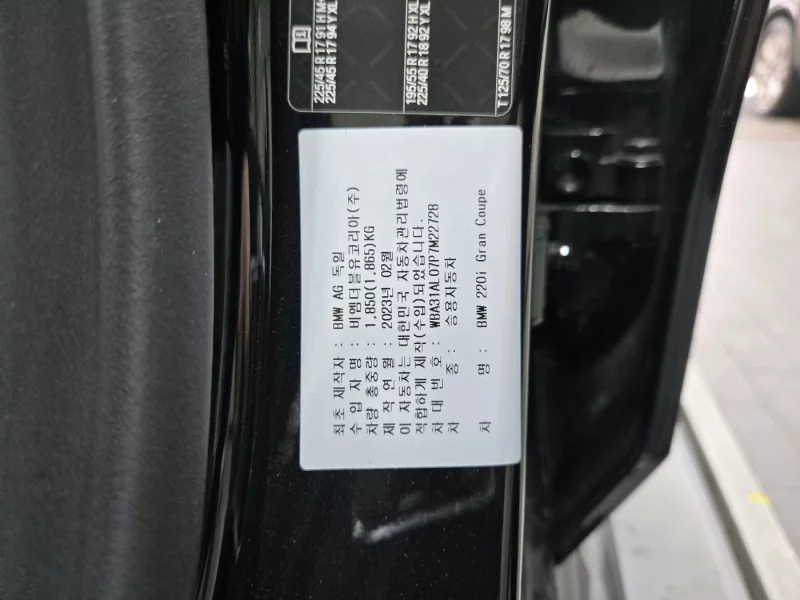 225/45 R 17 91 H M+
225/45 R 17 94 Y XL
195/55 R 17 92 H XL
225/40 R 18 92 Y XL
T 125/70 R 17 98 M
최초 제작자 : BMW AG 독일
수 입 자 명 : 비엠더블유코리아(주)
차량 총중량 : 1,850(1,865)KG
제 작 연 월 : 2023년 02월
이 자동차는 대한민국 자동차관리법령에
적합하게 제작(수입)되었습니다.
차 대 번 호 : WBA31AL07P7M22728
차 종 : 승용자동차
차 명 : BMW 220i Gran Coupe